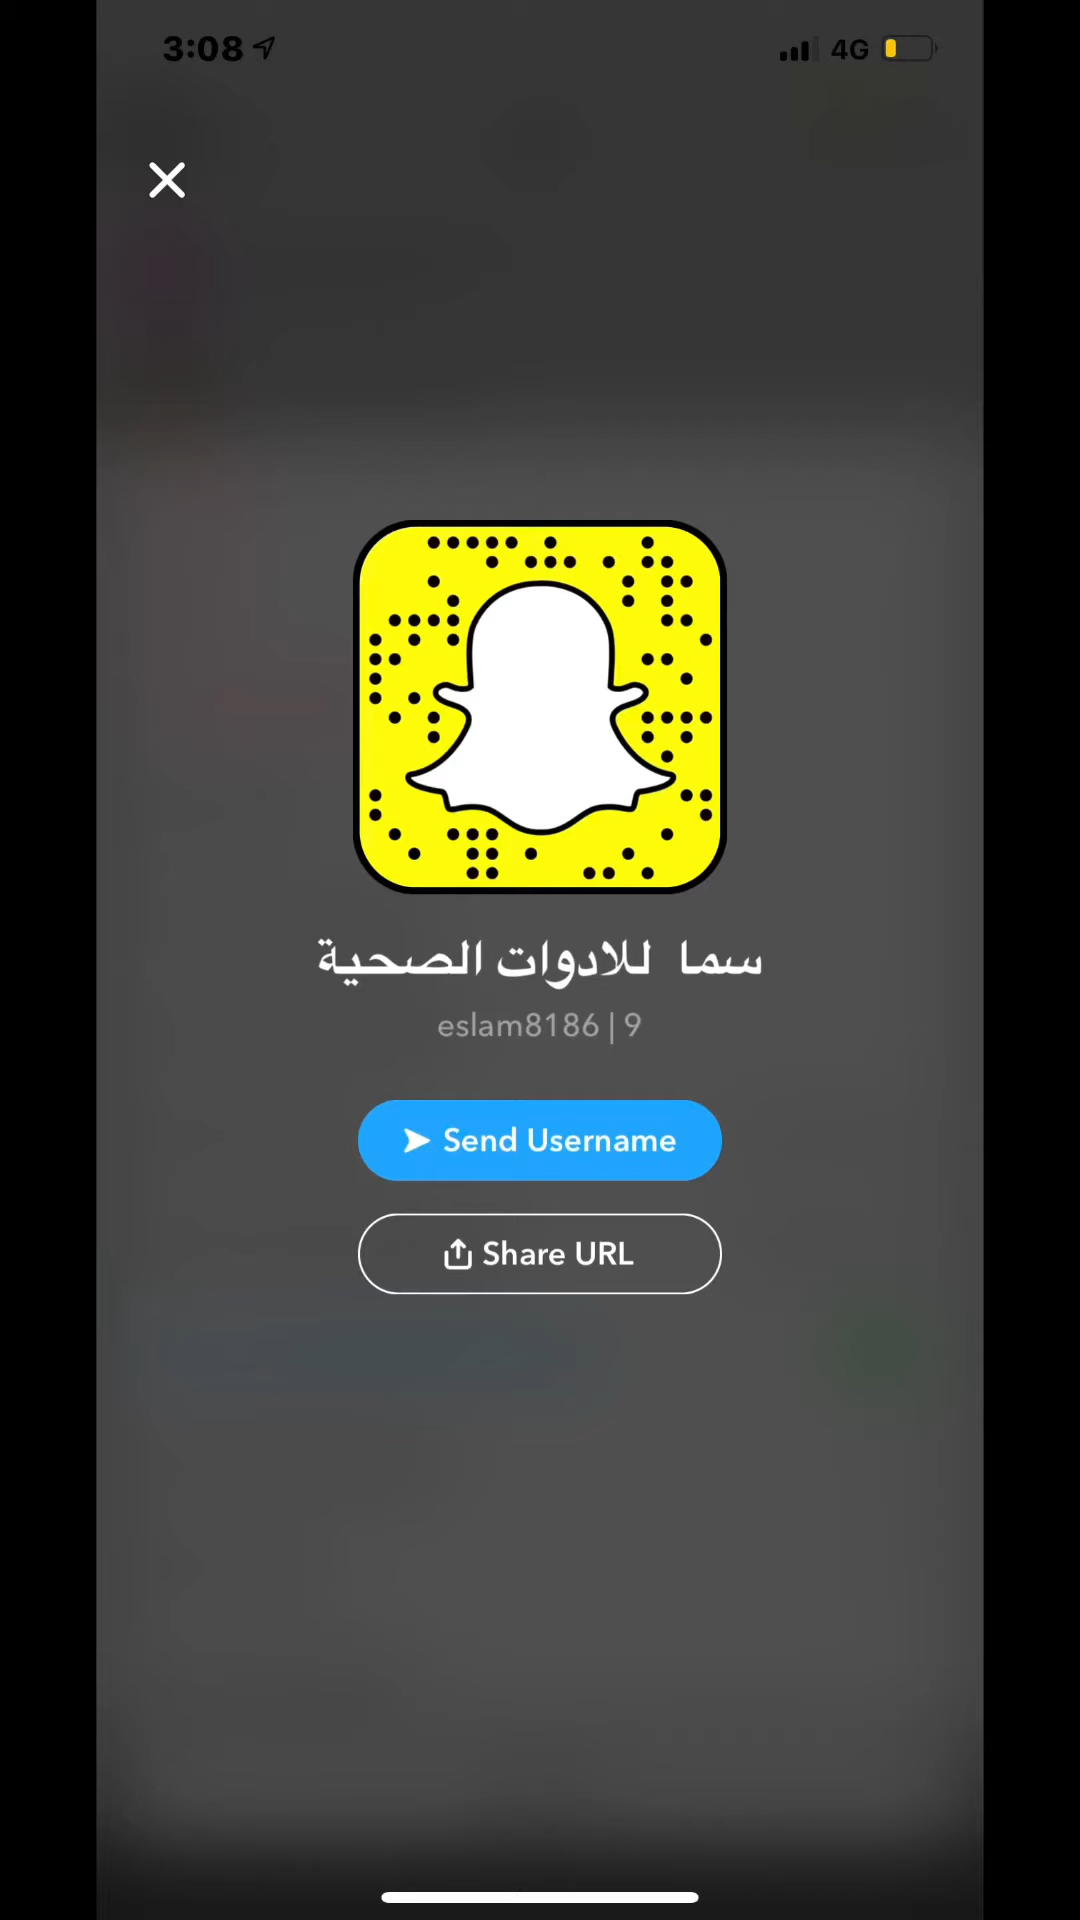 3:08 4G
سما للادوات الصحية
eslam8186 | 9
Send Username
Share URL